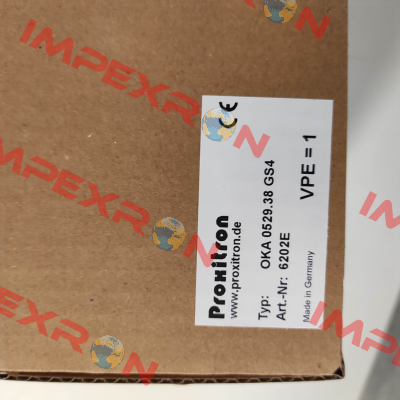 Proxitron
www.proxitron.de
Typ: OKA 0529.38 GS4
Art.-Nr: 6202E
VPE = 1
Made in Germany
CE
IMPEXRON
IMPEXRON
IMPEXRON